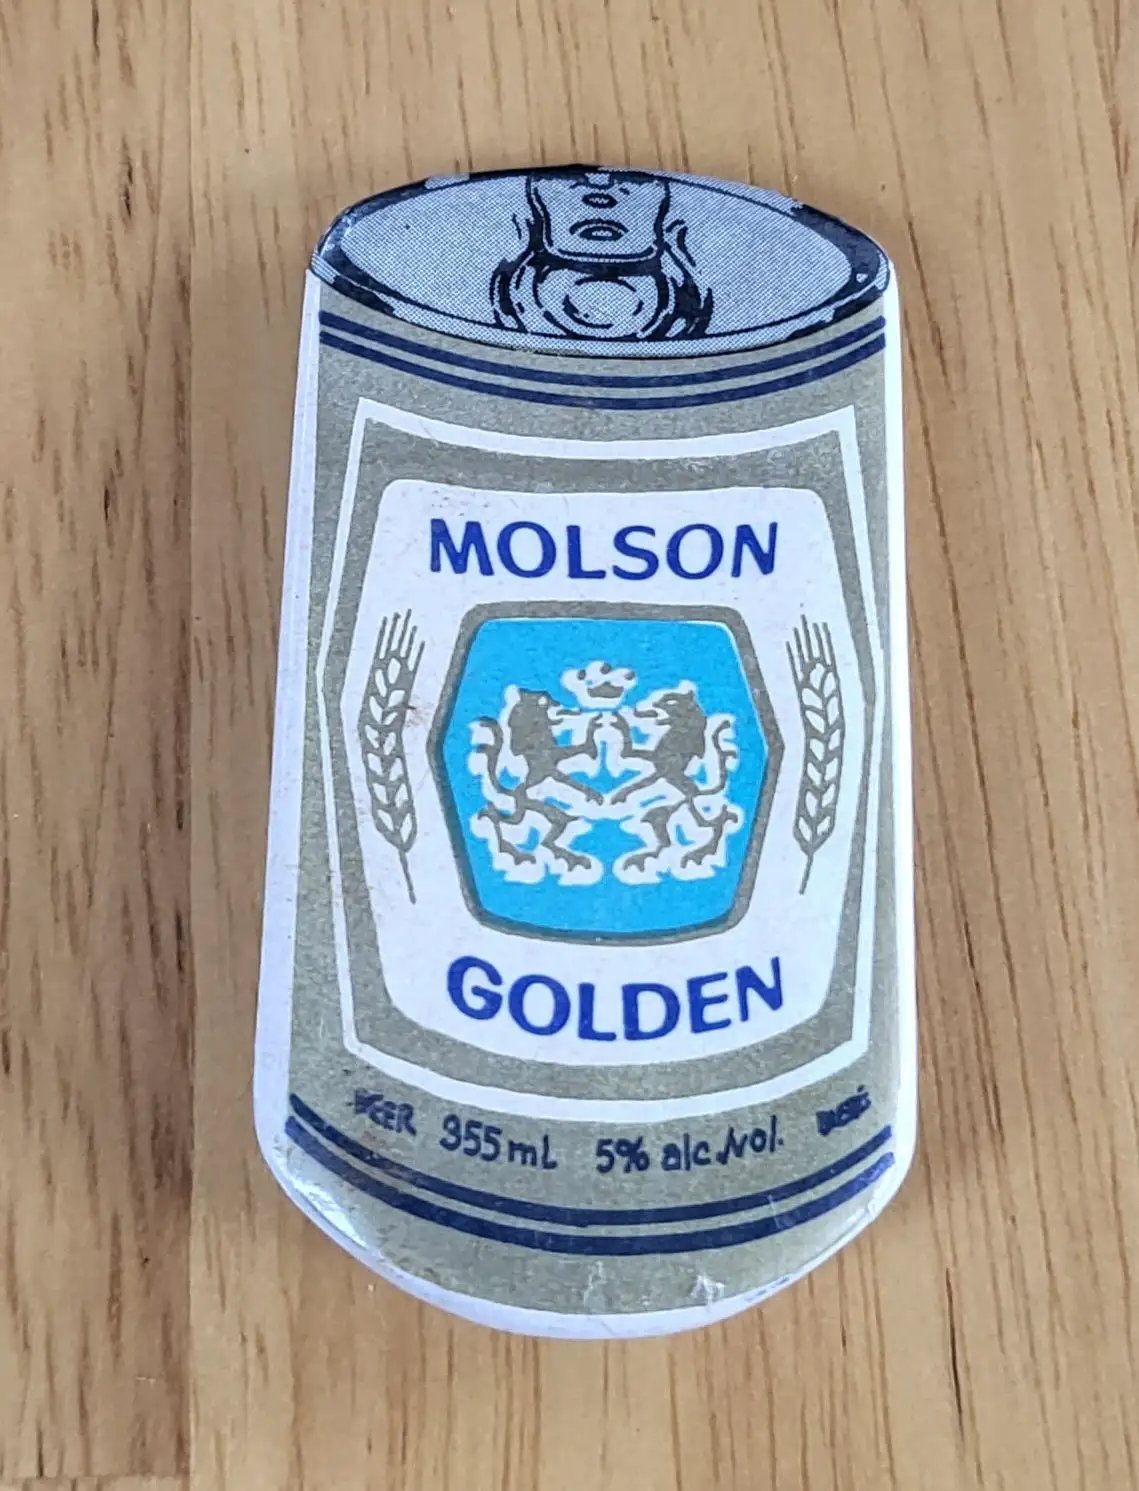 MOLSON
GOLDEN
BEER 355mL 5% alc./vol.